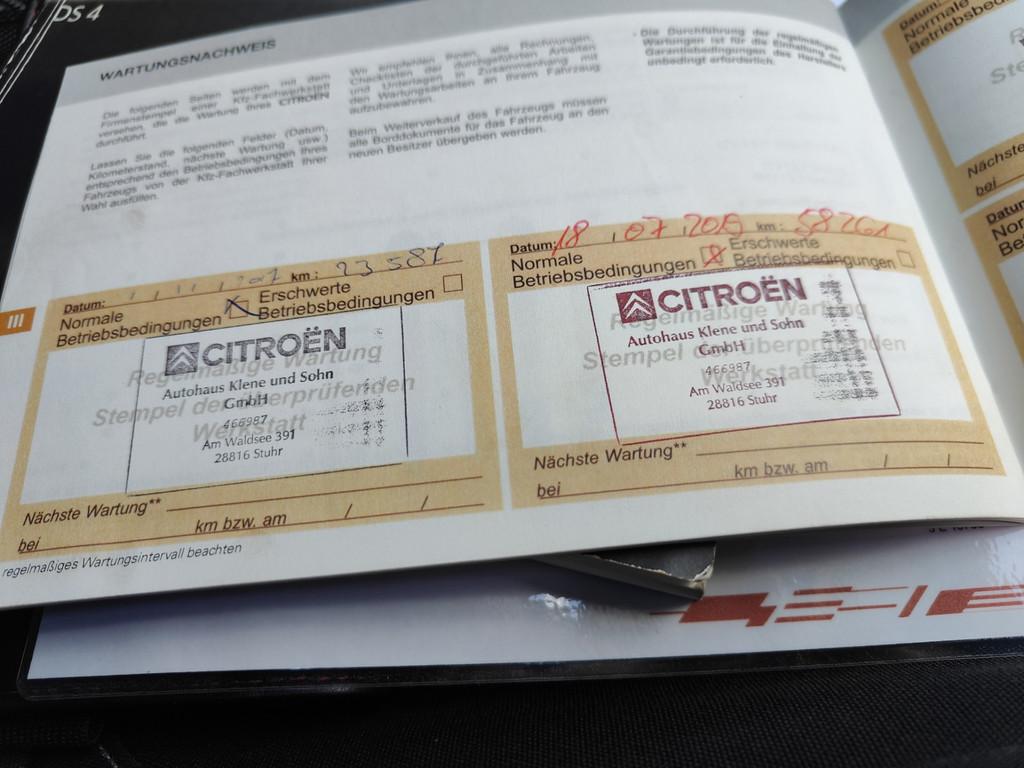 DS 4
WARTUNGSNACHWEIS
Die folgenden Seiten werden mit dem
Firmenstempel einer Kfz-Fachwerkstatt
versehen, die die Wartung Ihres CITROËN
durchführt.
Lassen Sie die folgenden Felder (Datum,
Kilometerstand, nächste Wartung usw.)
entsprechend den Betriebsbedingungen Ihres
Fahrzeugs von der Kfz-Fachwerkstatt Ihrer
Wahl ausfüllen.
Wir empfehlen Ihnen, alle Rechnungen,
Checklisten der durchgeführten Arbeiten
und Unterlagen in Zusammenhang mit
den Wartungsarbeiten an Ihrem Fahrzeug
aufzubewahren.
Beim Weiterverkauf des Fahrzeugs müssen
alle Borddokumente für das Fahrzeug an den
neuen Besitzer übergeben werden.
- Die Durchführung der regelmäßigen
Wartungen ist für die Einhaltung der
Garantiebedingungen des Herstellers
unbedingt erforderlich.
III
Datum: km: 23 587
Normale
Betriebsbedingungen
Erschwerte
Betriebsbedingungen
Regelmäßige Wartung
Stempel der überprüfenden
Werkstatt
CITROËN
Autohaus Klene und Sohn
GmbH
466987
Am Waldsee 391
28816 Stuhr
Nächste Wartung**
bei km bzw. am / /
regelmäßiges Wartungsintervall beachten
Datum: 18 07 2019 km: 58261
Normale
Betriebsbedingungen
Erschwerte
Betriebsbedingungen
Regelmäßige Wartung
Stempel der überprüfenden
Werkstatt
CITROËN
Autohaus Klene und Sohn
GmbH
466987
Am Waldsee 391
28816 Stuhr
Nächste Wartung**
bei km bzw. am / /
Datum:
Normale
Betriebsbed
Ste
Nächste
bei
Datum:
Nor
Betr